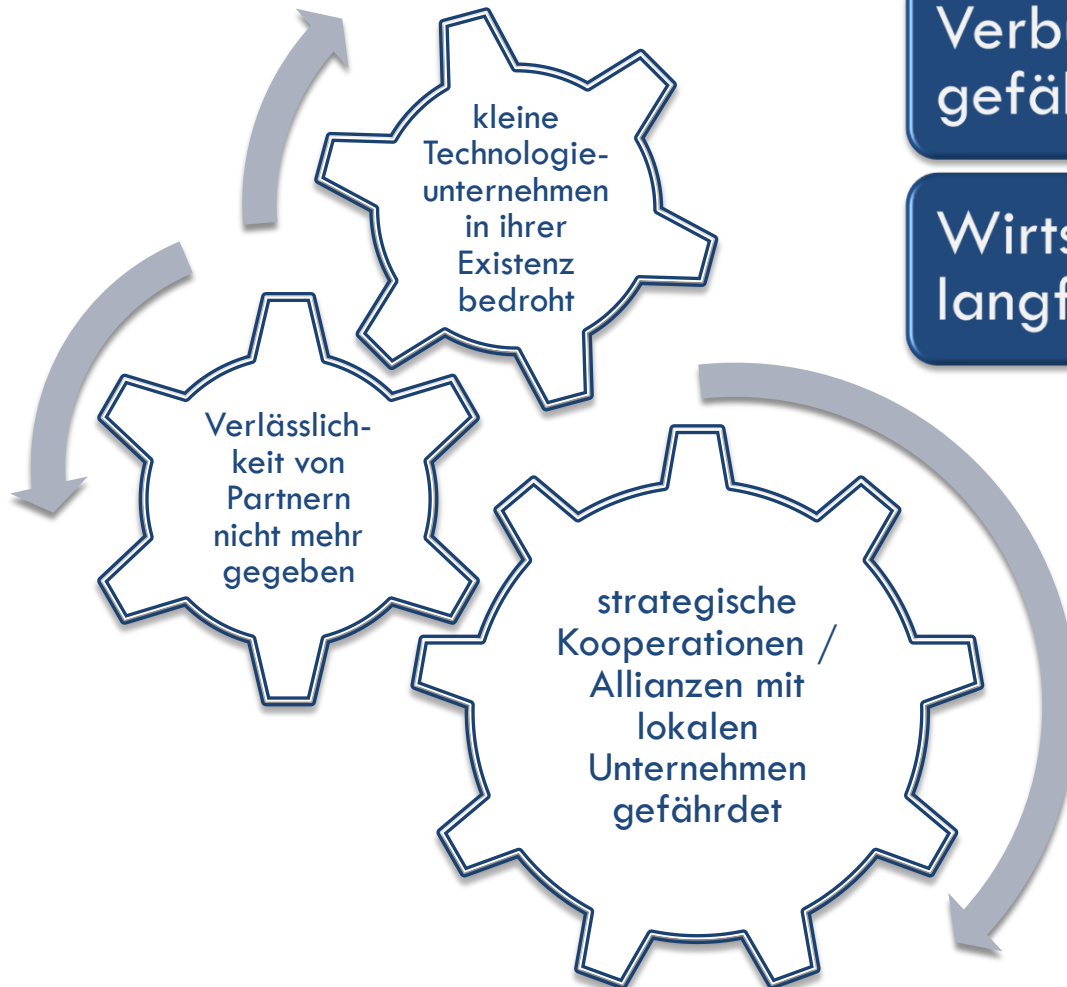 kleine
Technologie-
unternehmen
in ihrer
Existenz
bedroht
Verlässlich-
keit von
Partnern
nicht mehr
gegeben
strategische
Kooperationen /
Allianzen mit
lokalen
Unternehmen
gefährdet